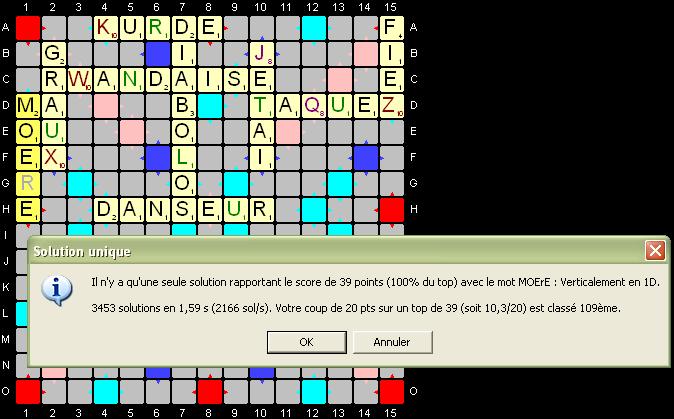 1 2 3 4 5 6 7 8 9 10 11 12 13 14 15
A K U R D E F A
B G I J I B
C R W A N D A I S E E C
D M A B T A Q U E Z D
E O U O A E
F E X L I F
G R O G
H E D A N S E U R H
I
Solution unique
J
Il n'y a qu'une seule solution rapportant le score de 39 points (100% du top) avec le mot MOErE : Verticalement en 1D.
K
3453 solutions en 1,59 s (2166 sol/s). Votre coup de 20 pts sur un top de 39 (soit 10,3/20) est classé 109ème.
L
M
OK Annuler
N
O O
1 2 3 4 5 6 7 8 9 10 11 12 13 14 15